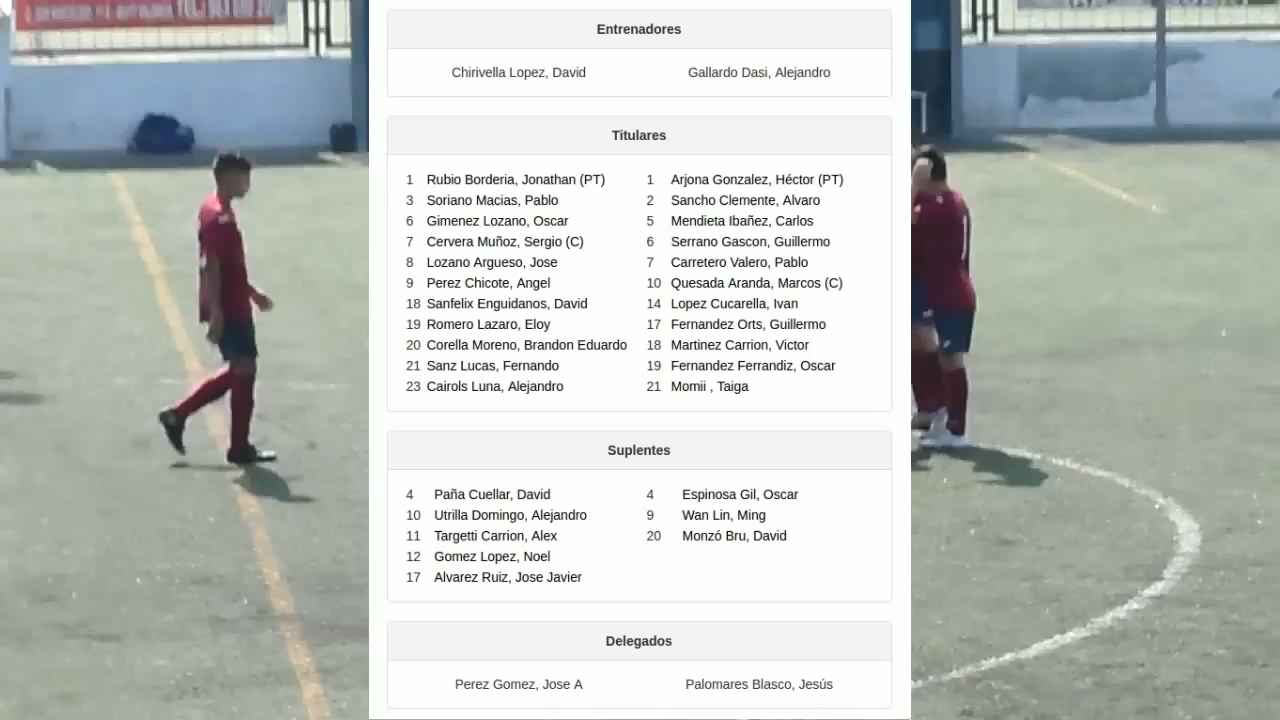 Entrenadores
Chirivella Lopez, David Gallardo Dasi, Alejandro
Titulares
1 Rubio Borderia, Jonathan (PT) 1 Arjona Gonzalez, Héctor (PT)
3 Soriano Macias, Pablo 2 Sancho Clemente, Alvaro
6 Gimenez Lozano, Oscar 5 Mendieta Ibañez, Carlos
7 Cervera Muñoz, Sergio (C) 6 Serrano Gascon, Guillermo
8 Lozano Argueso, Jose 7 Carretero Valero, Pablo
9 Perez Chicote, Angel 10 Quesada Aranda, Marcos (C)
18 Sanfelix Enguidanos, David 14 Lopez Cucarella, Ivan
19 Romero Lazaro, Eloy 17 Fernandez Orts, Guillermo
20 Corella Moreno, Brandon Eduardo 18 Martinez Carrion, Victor
21 Sanz Lucas, Fernando 19 Fernandez Ferrandiz, Oscar
23 Cairols Luna, Alejandro 21 Momii , Taiga
Suplentes
4 Paña Cuellar, David 4 Espinosa Gil, Oscar
10 Utrilla Domingo, Alejandro 9 Wan Lin, Ming
11 Targetti Carrion, Alex 20 Monzó Bru, David
12 Gomez Lopez, Noel
17 Alvarez Ruiz, Jose Javier
Delegados
Perez Gomez, Jose A Palomares Blasco, Jesús